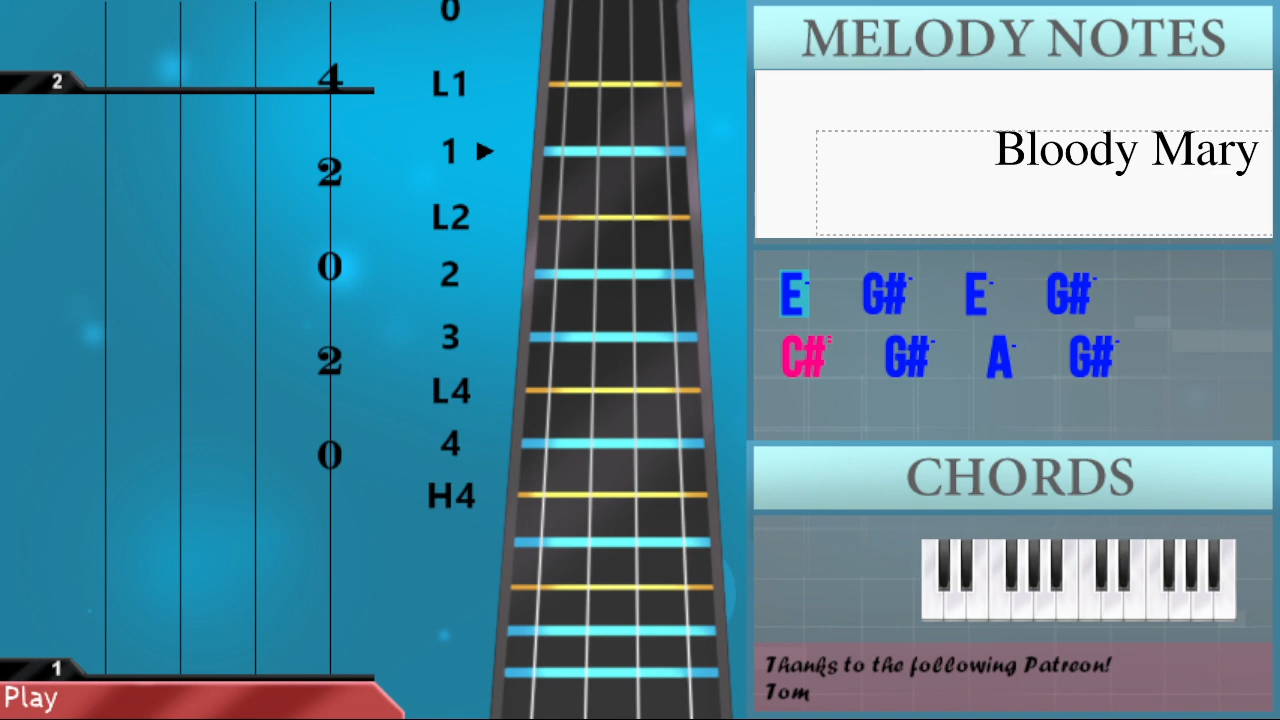 2
4
2
0
2
0
1
Play
0
L1
1
L2
2
3
L4
4
H4
MELODY NOTES
Bloody Mary
E- G#- E- G#-
C#= G#- A- G#-
CHORDS
Thanks to the following Patreon!
Tom